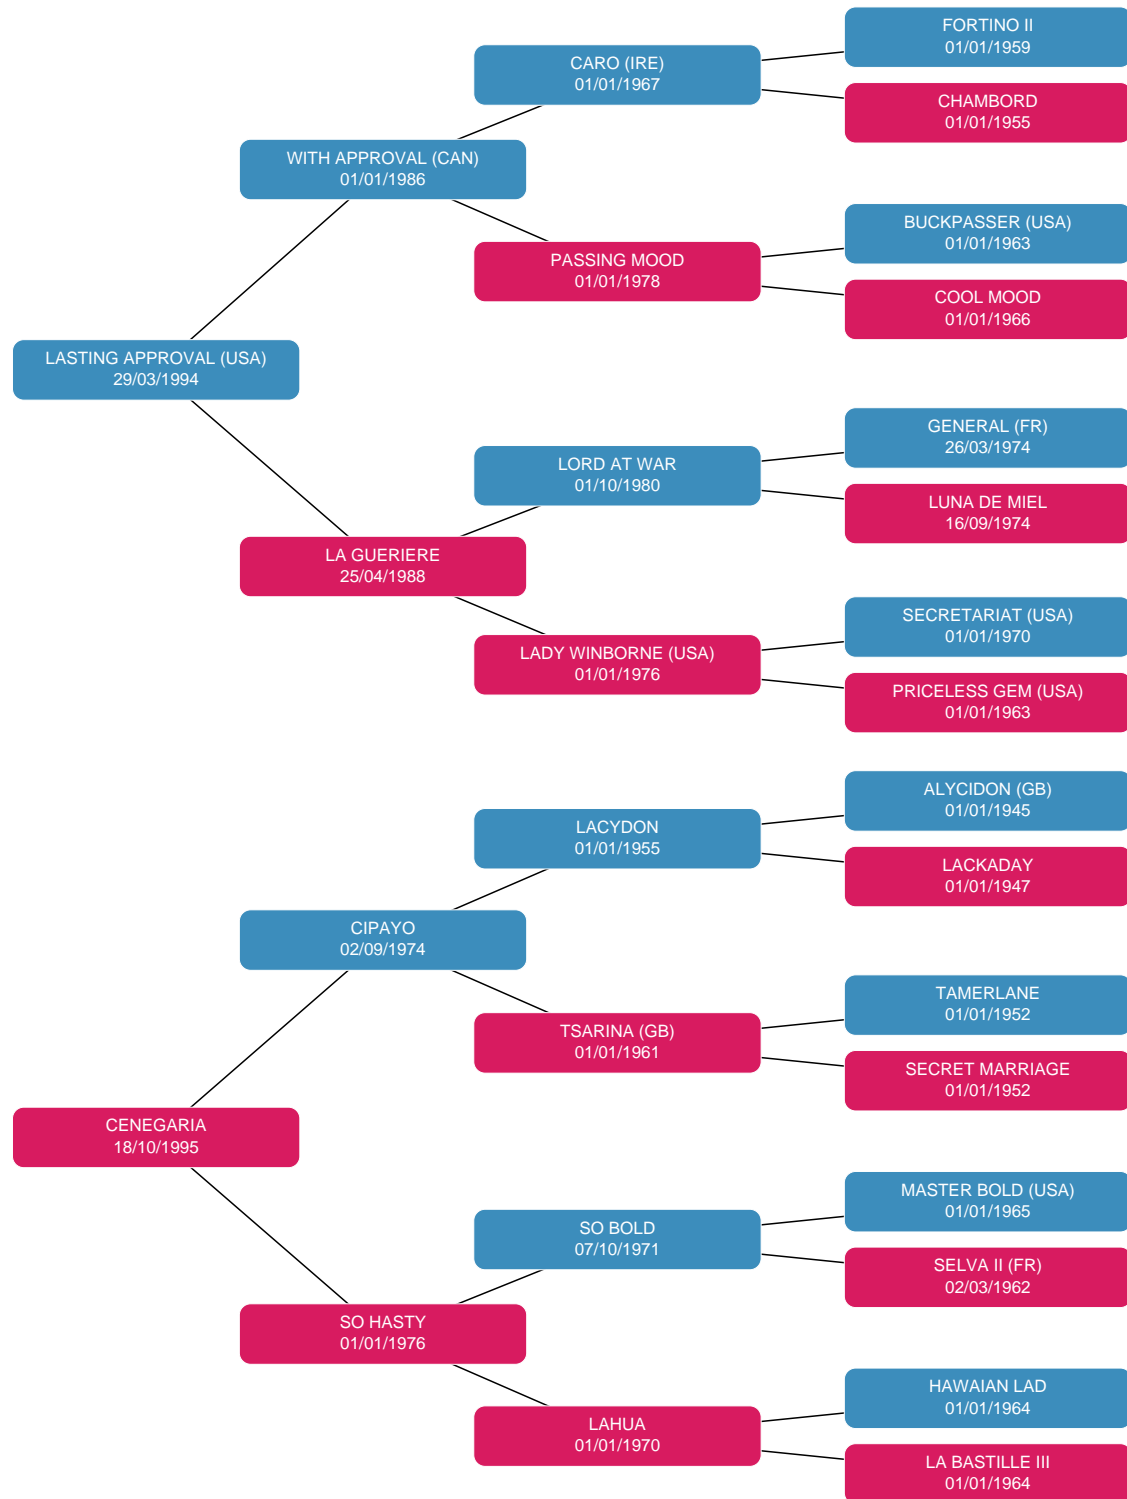 FORTINO II
01/01/1959
CARO (IRE)
01/01/1967
CHAMBORD
01/01/1955
WITH APPROVAL (CAN)
01/01/1986
BUCKPASSER (USA)
01/01/1963
PASSING MOOD
01/01/1978
COOL MOOD
01/01/1966
LASTING APPROVAL (USA)
29/03/1994
GENERAL (FR)
26/03/1974
LORD AT WAR
01/10/1980
LUNA DE MIEL
16/09/1974
LA GUERIERE
25/04/1988
SECRETARIAT (USA)
01/01/1970
LADY WINBORNE (USA)
01/01/1976
PRICELESS GEM (USA)
01/01/1963
ALYCIDON (GB)
01/01/1945
LACYDON
01/01/1955
LACKADAY
01/01/1947
CIPAYO
02/09/1974
TAMERLANE
01/01/1952
TSARINA (GB)
01/01/1961
SECRET MARRIAGE
01/01/1952
CENEGARIA
18/10/1995
MASTER BOLD (USA)
01/01/1965
SO BOLD
07/10/1971
SELVA II (FR)
02/03/1962
SO HASTY
01/01/1976
HAWAIAN LAD
01/01/1964
LAHUA
01/01/1970
LA BASTILLE III
01/01/1964